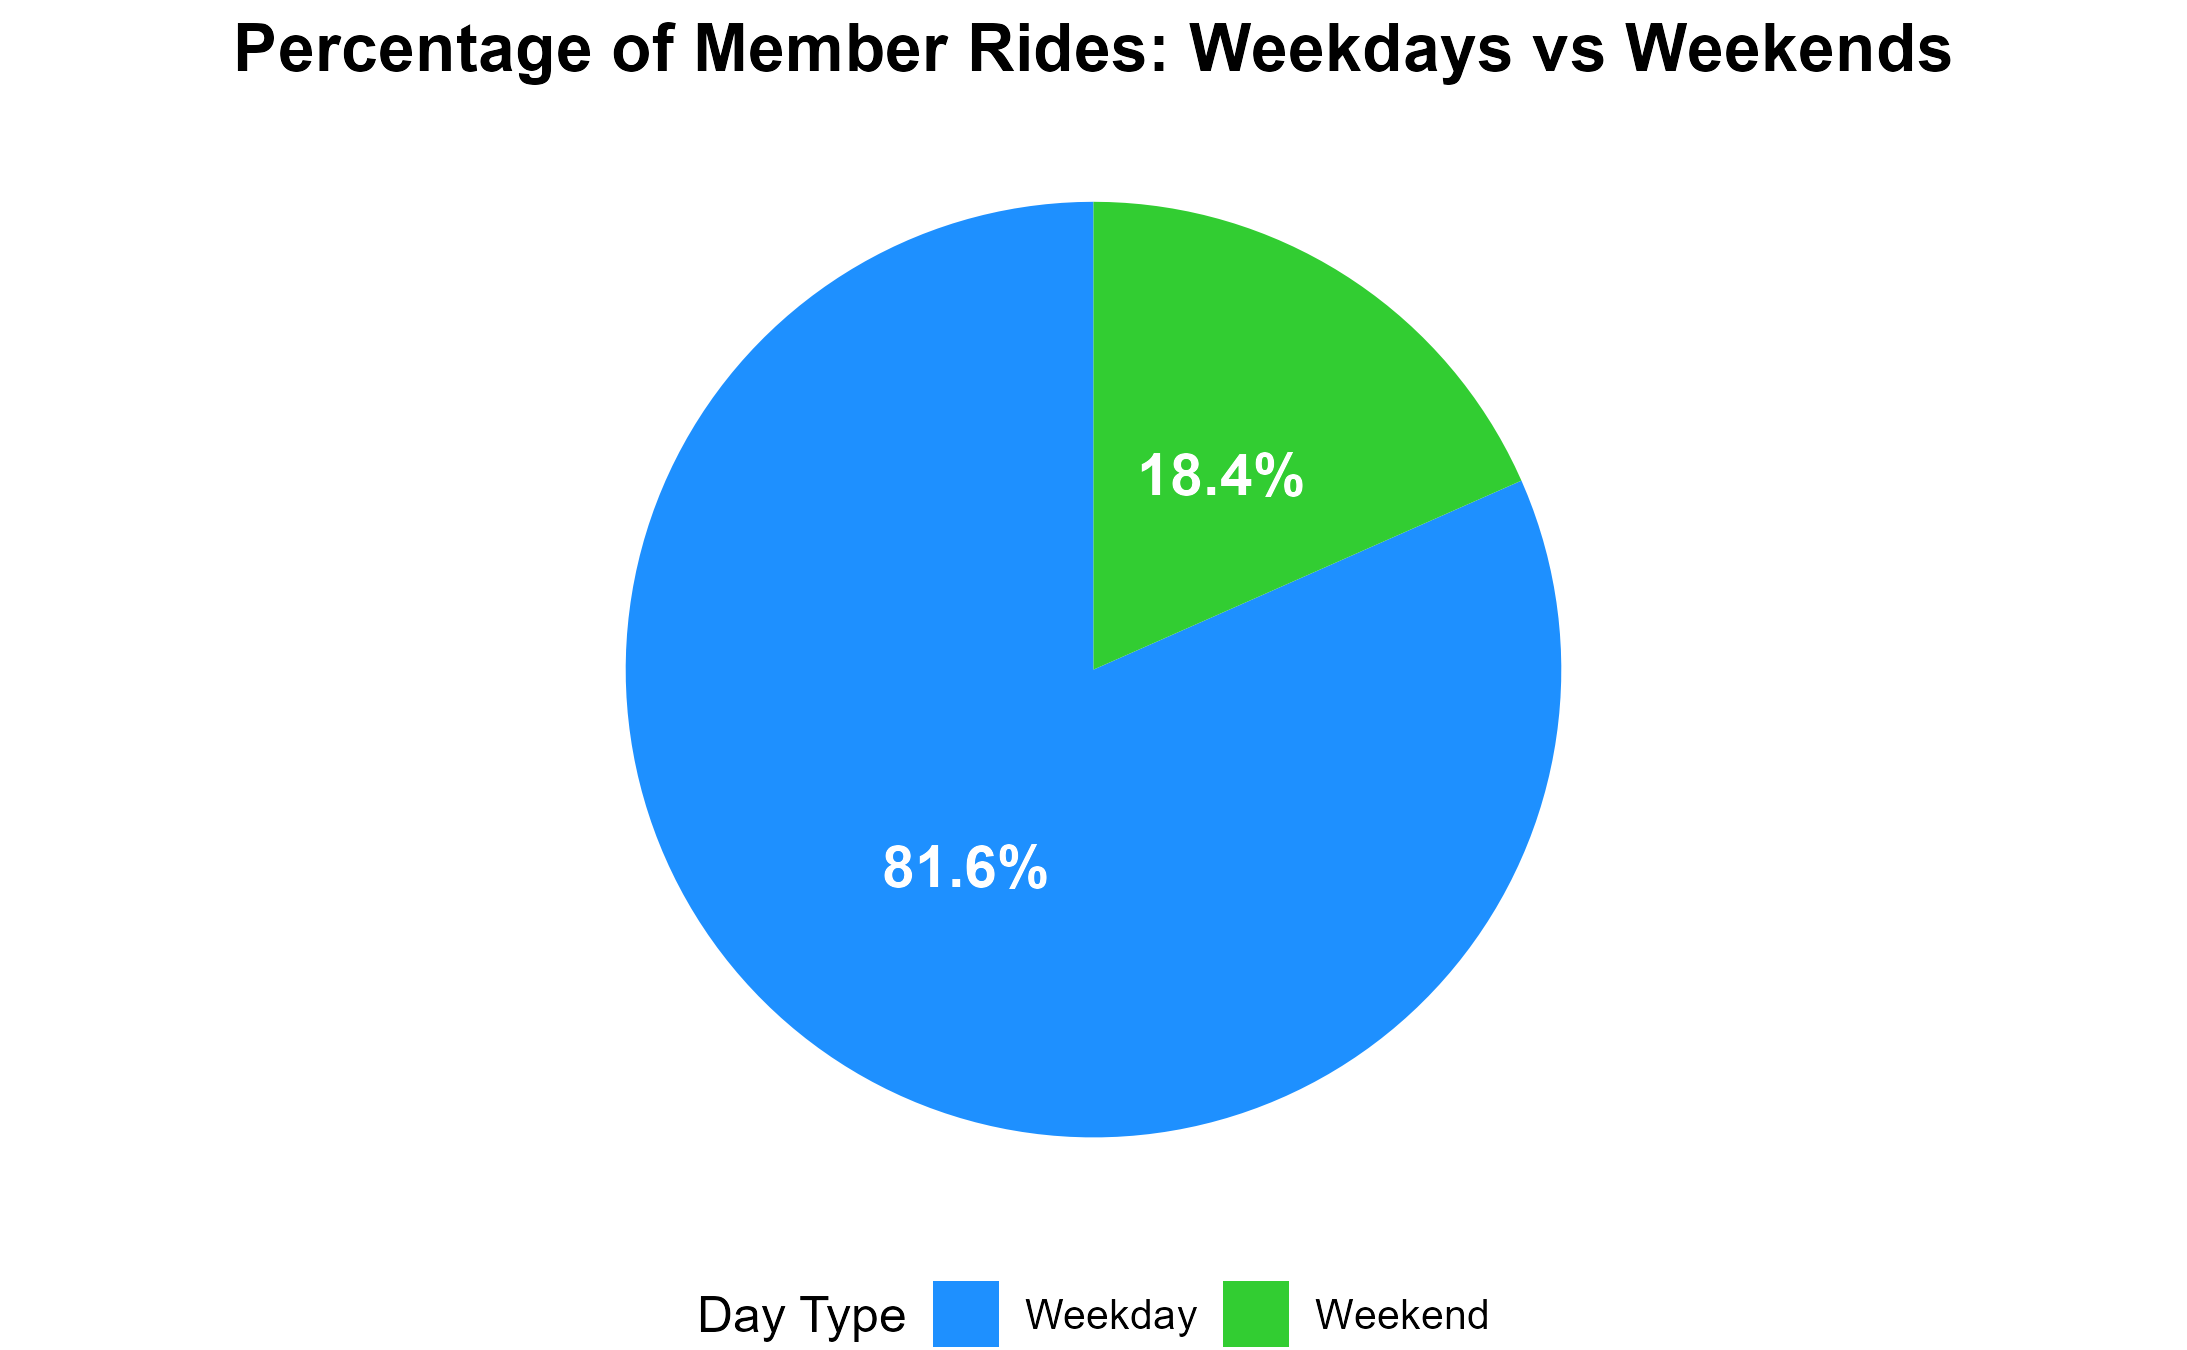 Percentage of Member Rides: Weekdays vs Weekends
18.4%
81.6%
Day Type Weekday Weekend